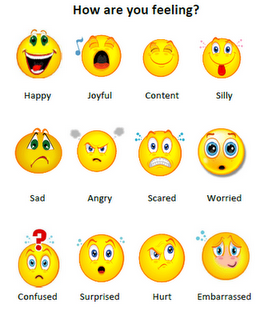 How are you feeling?
Happy Joyful Content Silly
Sad Angry Scared Worried
?
Confused Surprised Hurt Embarrassed